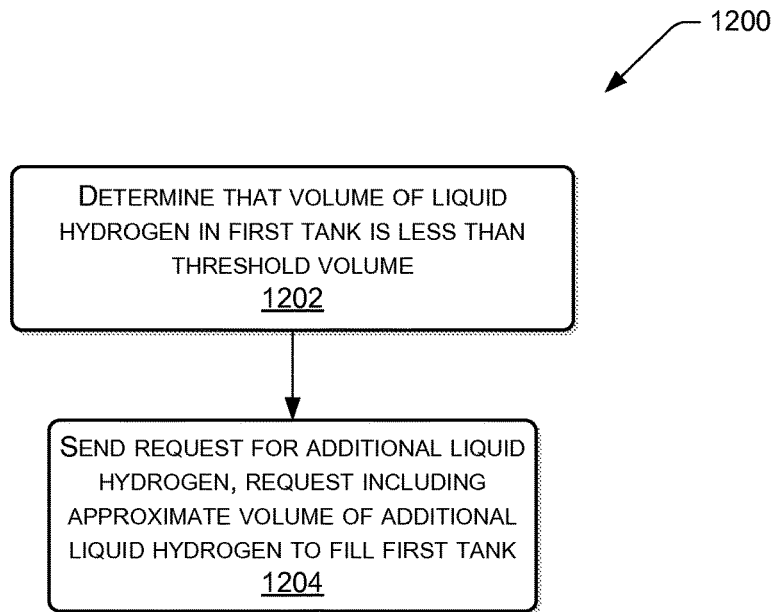 1200
DETERMINE THAT VOLUME OF LIQUID
HYDROGEN IN FIRST TANK IS LESS THAN
THRESHOLD VOLUME
1202
SEND REQUEST FOR ADDITIONAL LIQUID
HYDROGEN, REQUEST INCLUDING
APPROXIMATE VOLUME OF ADDITIONAL
LIQUID HYDROGEN TO FILL FIRST TANK
1204